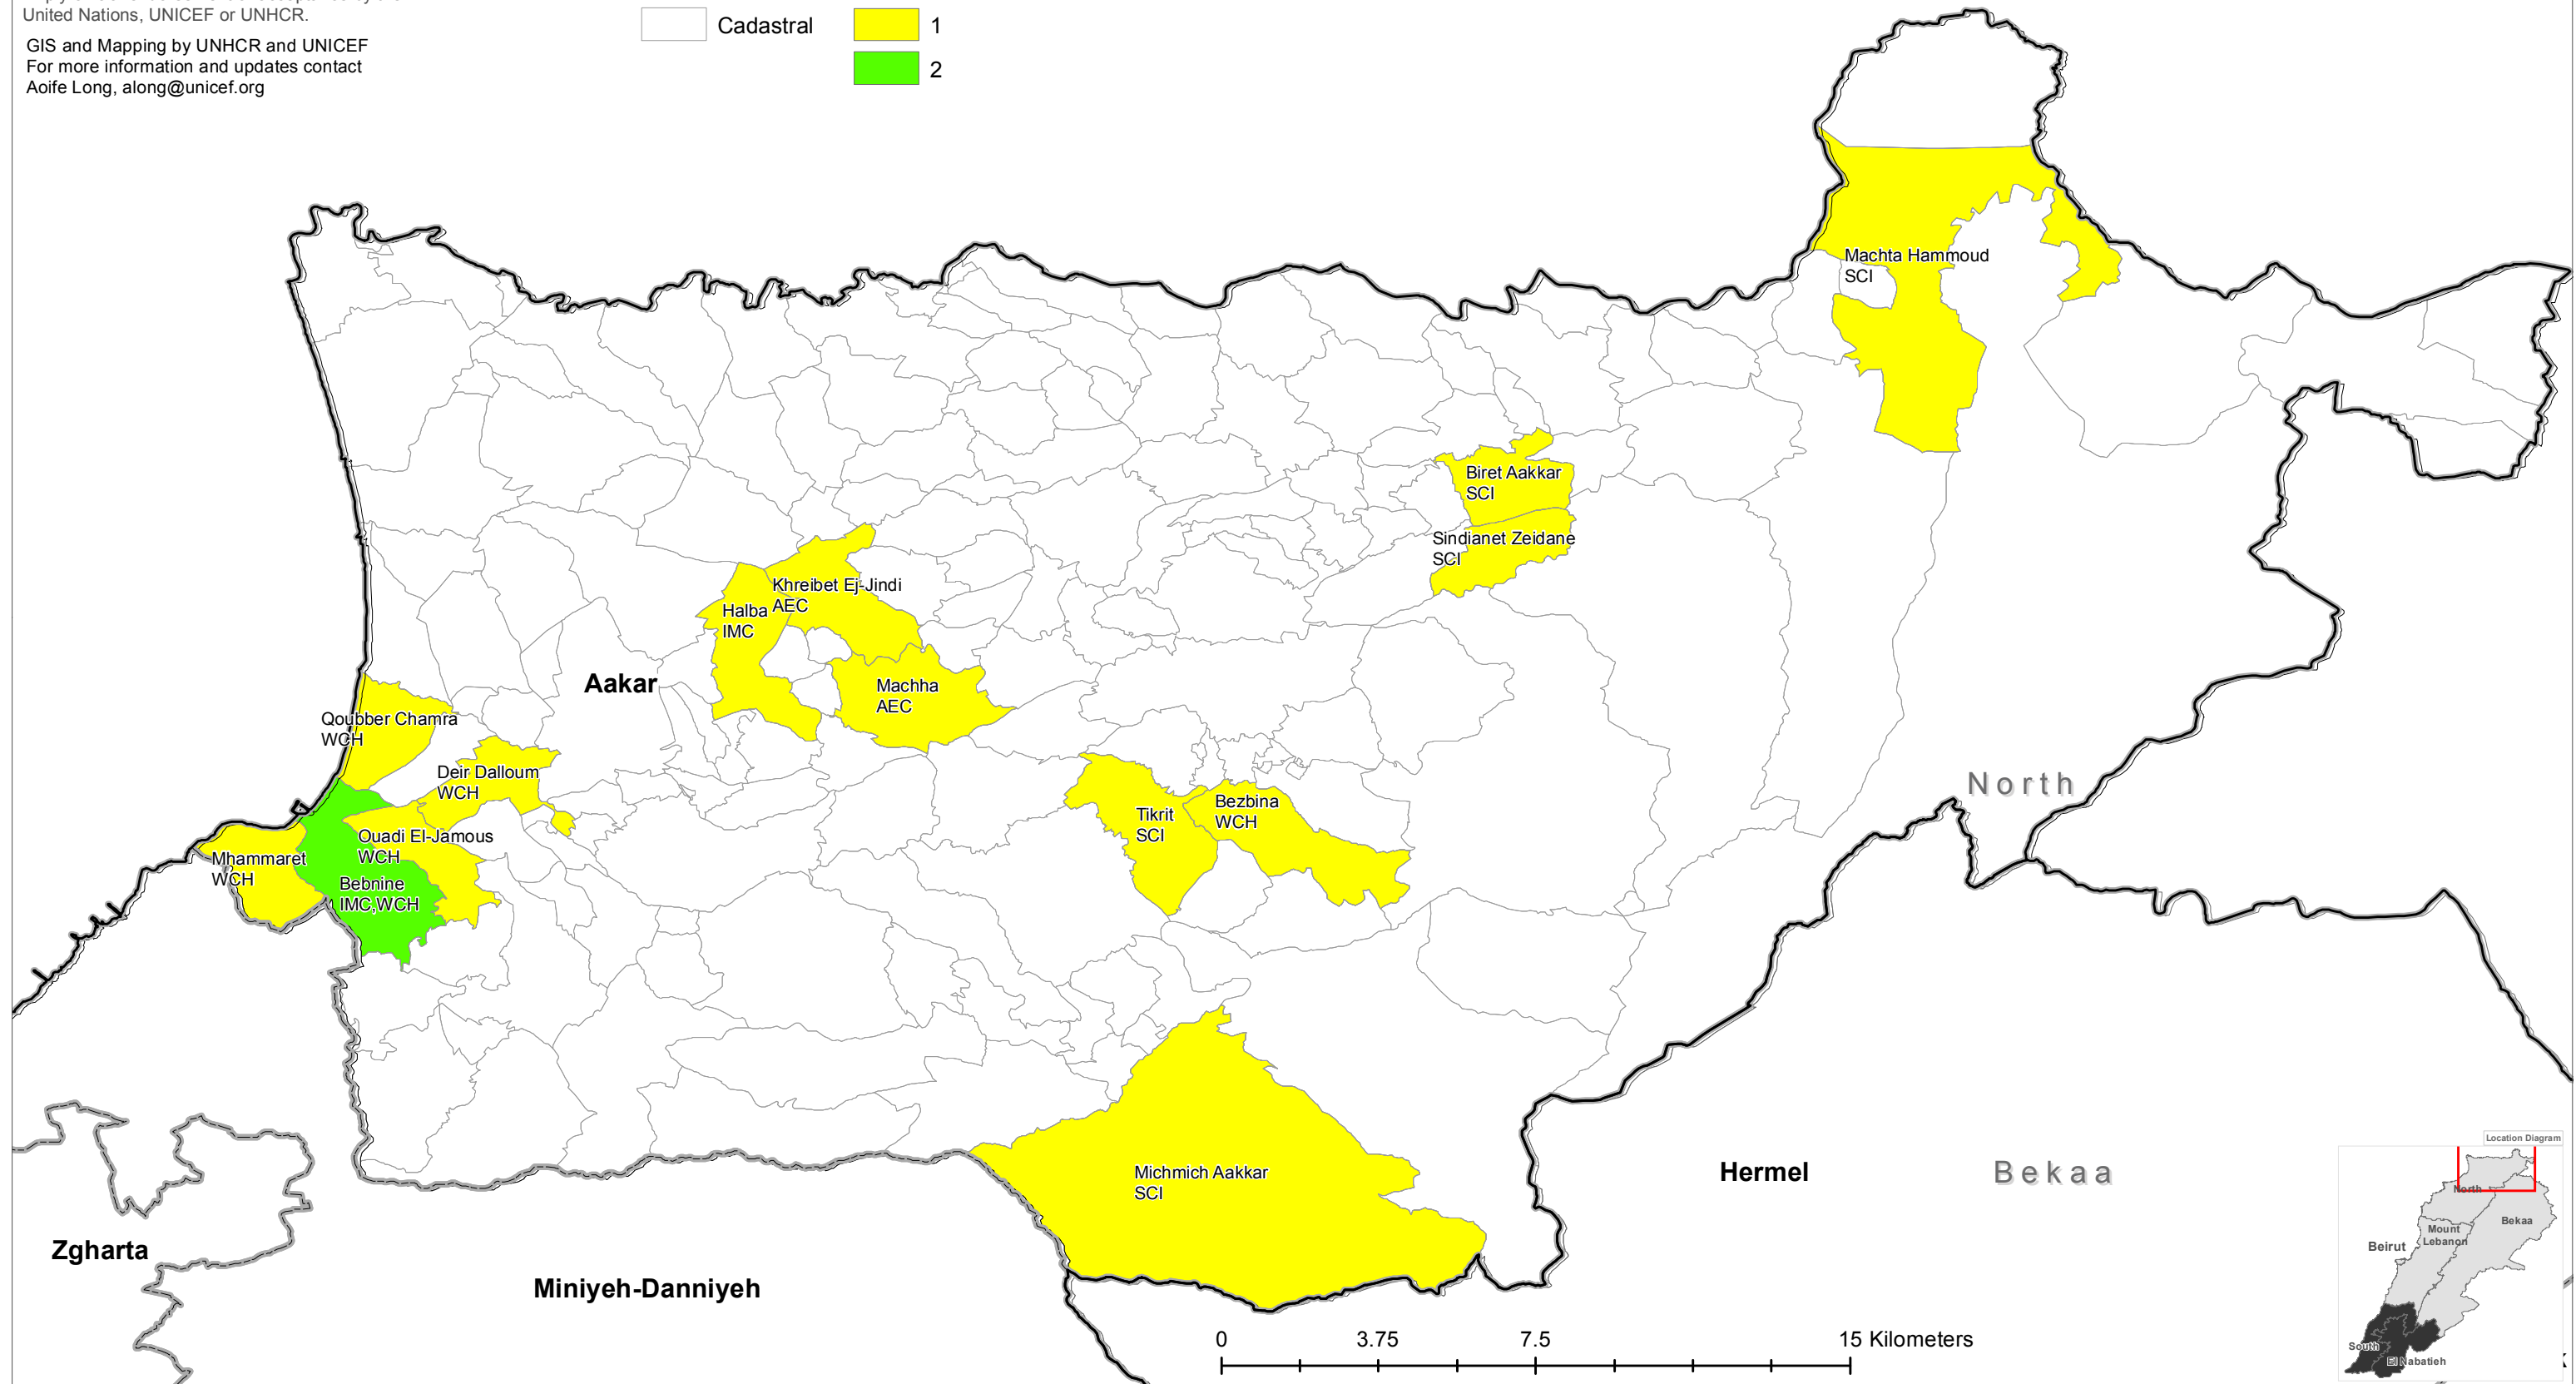 United Nations, UNICEF or UNHCR.
GIS and Mapping by UNHCR and UNICEF
For more information and updates contact
Aoife Long, along@unicef.org
Cadastral
1
2
Machta Hammoud
SCI
Biret Aakkar
SCI
Sindianet Zeidane
SCI
Khreibet Ej-Jindi
AEC
Halba
IMC
Machha
AEC
Aakar
Qoubber Chamra
WCH
Deir Dalloum
WCH
Ouadi El-Jamous
WCH
Mhammaret
WCH
Bebnine
IMC,WCH
Tikrit
SCI
Bezbina
WCH
North
Michmich Aakkar
SCI
Hermel
Bekaa
Zgharta
Miniyeh-Danniyeh
0 3.75 7.5 15 Kilometers
Location Diagram
North
Bekaa
Mount
Lebanon
Beirut
South
El Nabatieh